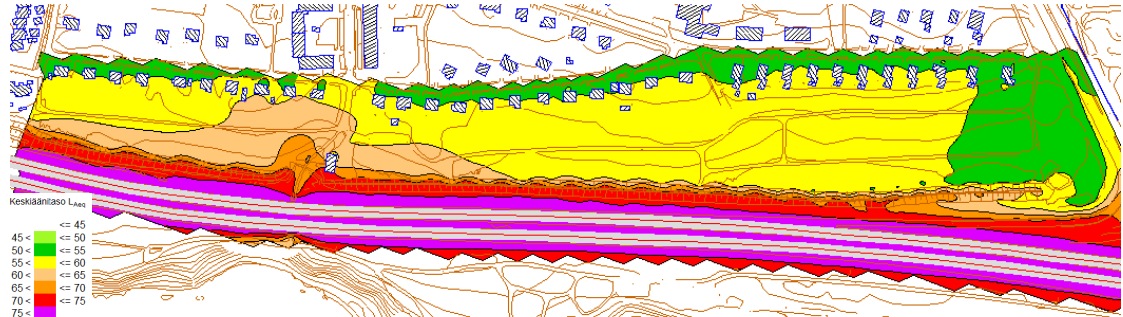 Keskiäänitaso LAeq
<= 45
45 < <= 50
50 < <= 55
55 < <= 60
60 < <= 65
65 < <= 70
70 < <= 75
75 <